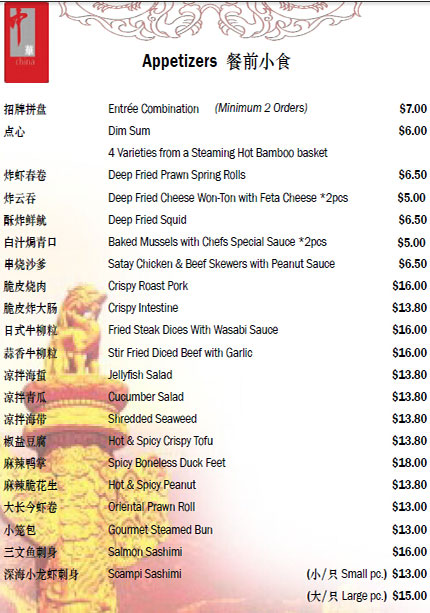 中華
china
Appetizers 餐前小食
招牌拼盘 Entrée Combination (Minimum 2 Orders) $7.00
点心 Dim Sum $6.00
4 Varieties from a Steaming Hot Bamboo basket
炸虾春卷 Deep Fried Prawn Spring Rolls $6.50
炸云吞 Deep Fried Cheese Won-Ton with Feta Cheese *2pcs $5.00
酥炸鲜鱿 Deep Fried Squid $6.50
白汁焗青口 Baked Mussels with Chefs Special Sauce *2pcs $5.00
串烧沙爹 Satay Chicken & Beef Skewers with Peanut Sauce $6.50
脆皮烧肉 Crispy Roast Pork $16.00
脆皮炸大肠 Crispy Intestine $13.80
日式牛柳粒 Fried Steak Dices With Wasabi Sauce $16.00
蒜香牛柳粒 Stir Fried Diced Beef with Garlic $16.00
凉拌海蜇 Jellyfish Salad $13.80
凉拌青瓜 Cucumber Salad $13.80
凉拌海带 Shredded Seaweed $13.80
椒盐豆腐 Hot & Spicy Crispy Tofu $13.80
麻辣鸭掌 Spicy Boneless Duck Feet $18.00
麻辣脆花生 Hot & Spicy Peanut $13.80
大长今虾卷 Oriental Prawn Roll $13.00
小笼包 Gourmet Steamed Bun $13.00
三文鱼刺身 Salmon Sashimi $16.00
深海小龙虾刺身 Scampi Sashimi (小/只 Small pc.) $13.00
(大/只 Large pc.) $15.00